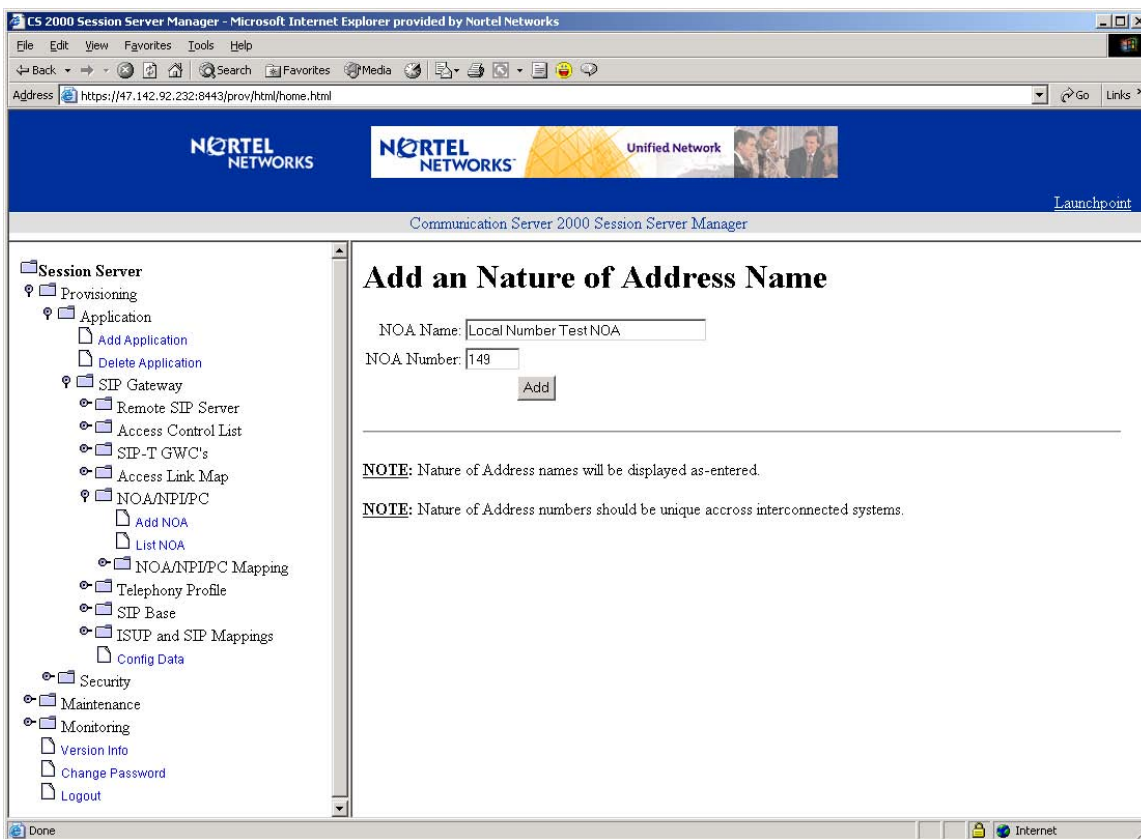 CS 2000 Session Server Manager - Microsoft Internet Explorer provided by Nortel Networks
File Edit View Favorites Tools Help
Back Search Favorites Media
Address https://47.142.92.232:8443/prov/html/home.html Go Links
NORTEL NETWORKS
NORTEL NETWORKS Unified Network
Launchpoint
Communication Server 2000 Session Server Manager
Session Server
Provisioning
Application
Add Application
Delete Application
SIP Gateway
Remote SIP Server
Access Control List
SIP-T GWC's
Access Link Map
NOA/NPI/PC
Add NOA
List NOA
NOA/NPI/PC Mapping
Telephony Profile
SIP Base
ISUP and SIP Mappings
Config Data
Security
Maintenance
Monitoring
Version Info
Change Password
Logout
Add an Nature of Address Name
NOA Name: Local Number Test NOA
NOA Number: 149
Add
NOTE: Nature of Address names will be displayed as-entered.
NOTE: Nature of Address numbers should be unique accross interconnected systems.
Done Internet